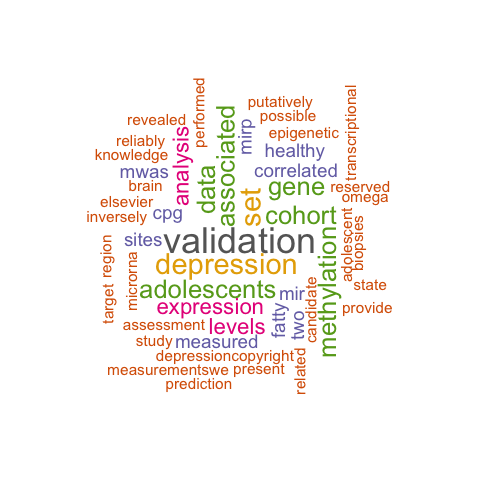 performed
putatively
possible
transcriptional
revealed
associated
mirp
epigenetic
reliably
analysis
healthy
knowledge
data
correlated
mwas
brain
set
gene
reserved
omega
elsevier
cpg
cohort
adolescent
biopsies
inversely
methylation
sites
validation
target region
microrna
depression
state
adolescents
mir
candidate
expression
fatty
two
provide
assessment
levels
study
measured
depressioncopyright
related
measurementswe
present
prediction